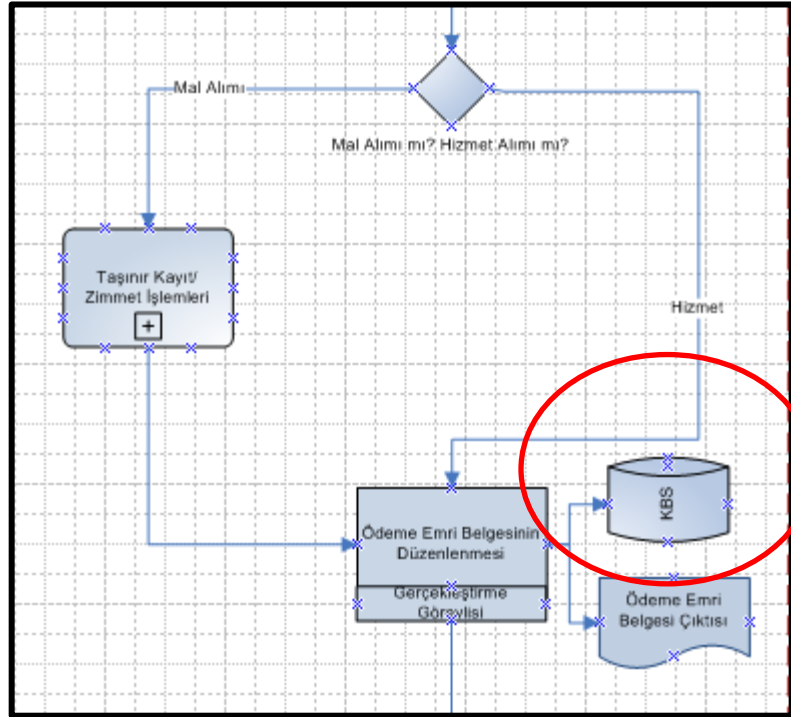 Mal Alımı
Mal Alımı mı? Hizmet Alımı mı?
Taşınır Kayıt/
Zimmet İşlemleri
+
Hizmet
KBS
Ödeme Emri Belgesinin
Düzenlenmesi
Gerçekleştirme
Görevlisi
Ödeme Emri
Belgesi Çıktısı